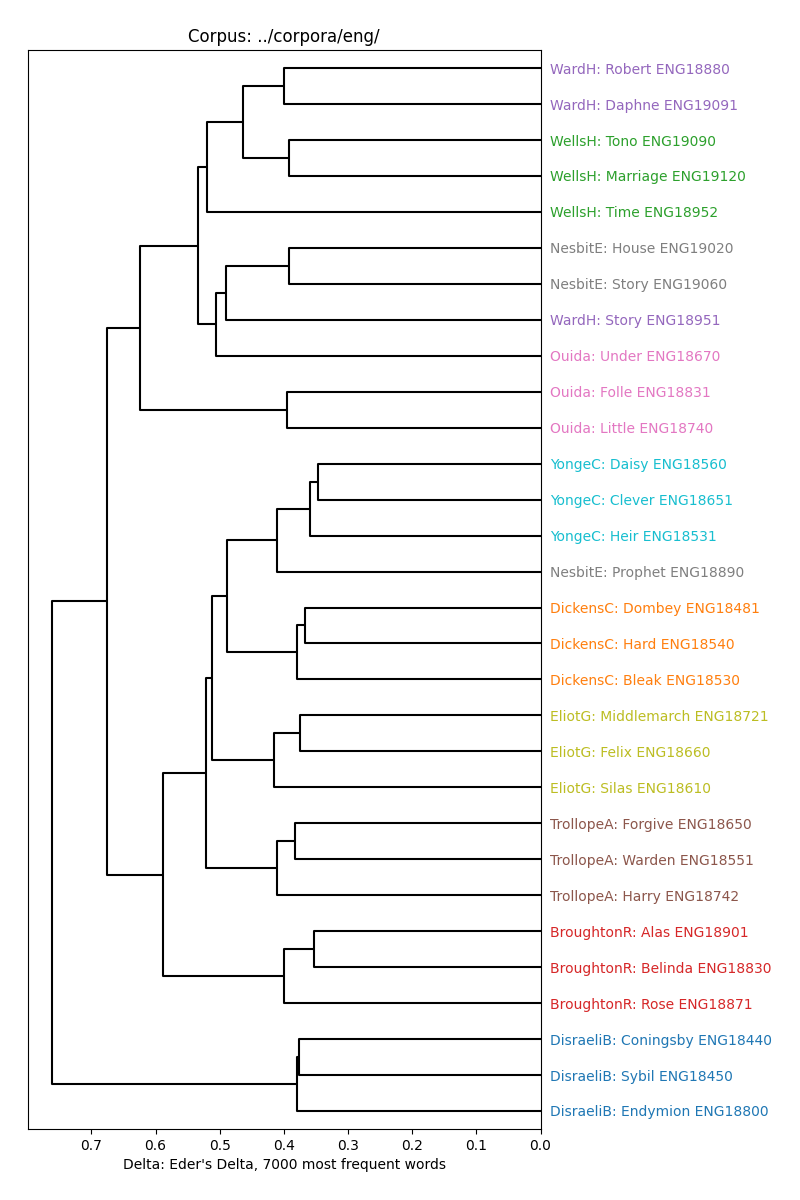 Corpus: ../corpora/eng/
WardH: Robert ENG18880
WardH: Daphne ENG19091
WellsH: Tono ENG19090
WellsH: Marriage ENG19120
WellsH: Time ENG18952
NesbitE: House ENG19020
NesbitE: Story ENG19060
WardH: Story ENG18951
Ouida: Under ENG18670
Ouida: Folle ENG18831
Ouida: Little ENG18740
YongeC: Daisy ENG18560
YongeC: Clever ENG18651
YongeC: Heir ENG18531
NesbitE: Prophet ENG18890
DickensC: Dombey ENG18481
DickensC: Hard ENG18540
DickensC: Bleak ENG18530
EliotG: Middlemarch ENG18721
EliotG: Felix ENG18660
EliotG: Silas ENG18610
TrollopeA: Forgive ENG18650
TrollopeA: Warden ENG18551
TrollopeA: Harry ENG18742
BroughtonR: Alas ENG18901
BroughtonR: Belinda ENG18830
BroughtonR: Rose ENG18871
DisraeliB: Coningsby ENG18440
DisraeliB: Sybil ENG18450
DisraeliB: Endymion ENG18800
0.7 0.6 0.5 0.4 0.3 0.2 0.1 0.0
Delta: Eder's Delta, 7000 most frequent words